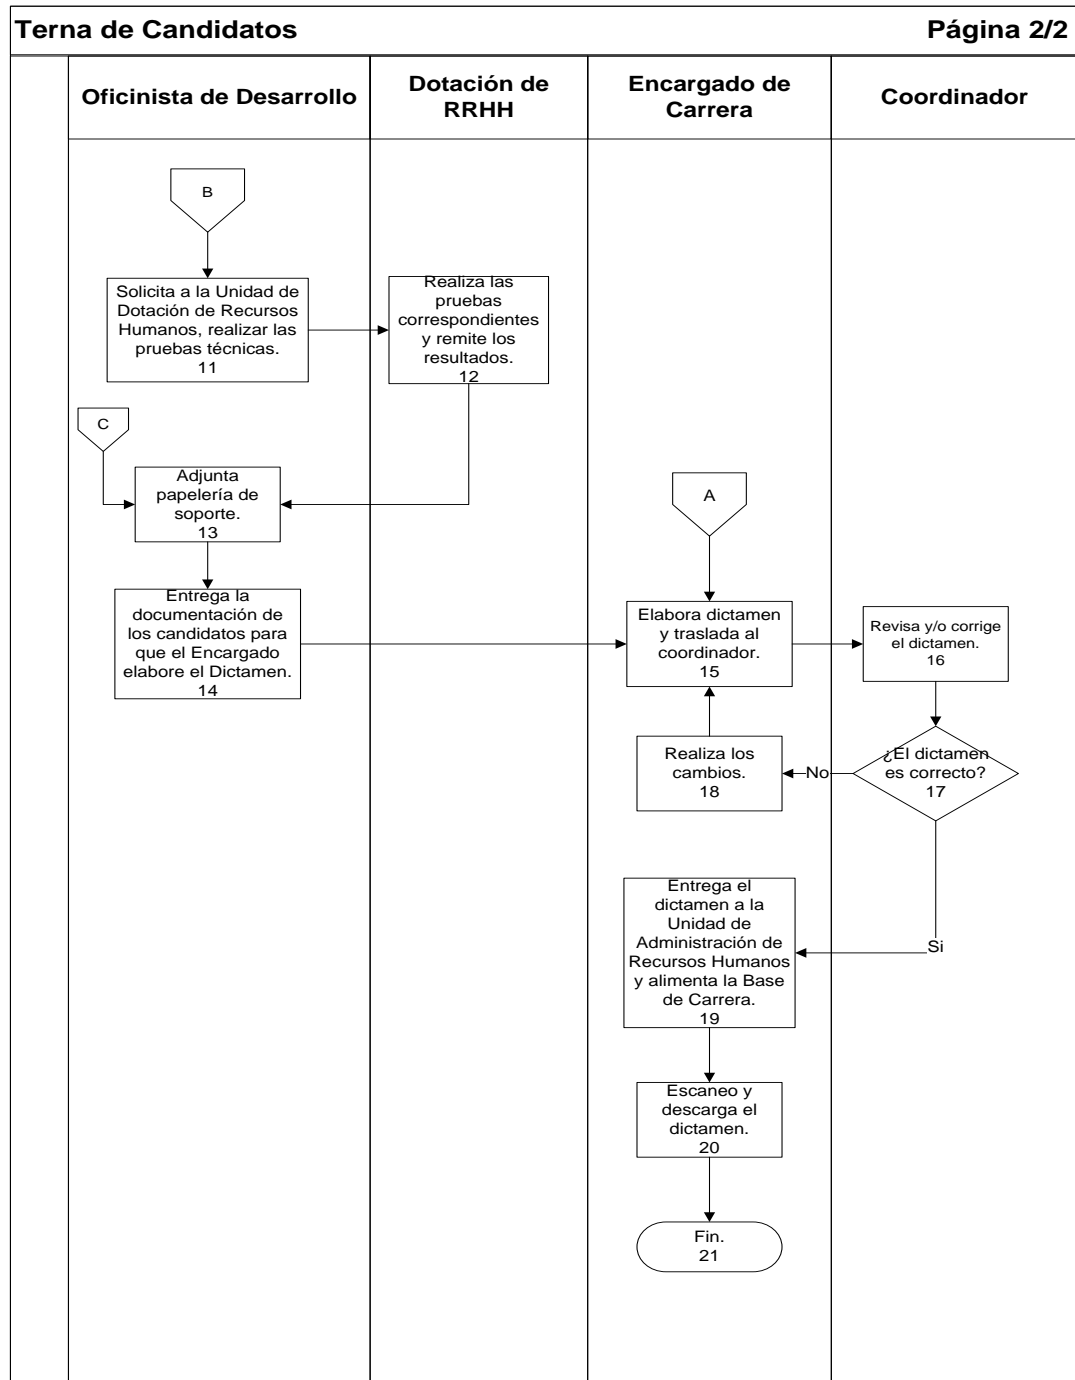 Terna de Candidatos
Página 2/2
Oficinista de Desarrollo
Dotación de
RRHH
Encargado de
Carrera
Coordinador
B
Solicita a la Unidad de
Dotación de Recursos
Humanos, realizar las
pruebas técnicas.
11
Realiza las
pruebas
correspondientes
y remite los
resultados.
12
C
Adjunta
papelería de
soporte.
13
A
Entrega la
documentación de
los candidatos para
que el Encargado
elabore el Dictamen.
14
Elabora dictamen
y traslada al
coordinador.
15
Revisa y/o corrige
el dictamen.
16
¿El dictamen
es correcto?
17
No
Realiza los
cambios.
18
Si
Entrega el
dictamen a la
Unidad de
Administración de
Recursos Humanos
y alimenta la Base
de Carrera.
19
Escaneo y
descarga el
dictamen.
20
Fin.
21